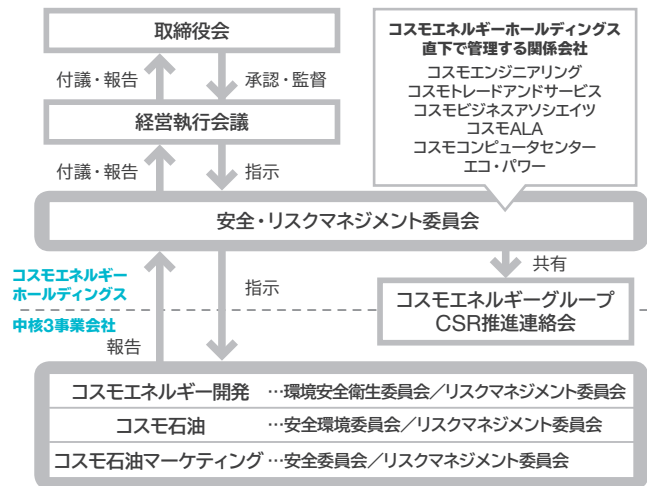 取締役会
付議・報告
承認・監督
経営執行会議
付議・報告
指示
コスモエネルギーホールディングス
直下で管理する関係会社
コスモエンジニアリング
コスモトレードアンドサービス
コスモビジネスアソシエイツ
コスモALA
コスモコンピュータセンター
エコ・パワー
安全・リスクマネジメント委員会
コスモエネルギー
ホールディングス
中核3事業会社
報告
指示
共有
コスモエネルギーグループ
CSR推進連絡会
コスモエネルギー開発 …環境安全衛生委員会／リスクマネジメント委員会
コスモ石油 …安全環境委員会／リスクマネジメント委員会
コスモ石油マーケティング …安全委員会／リスクマネジメント委員会